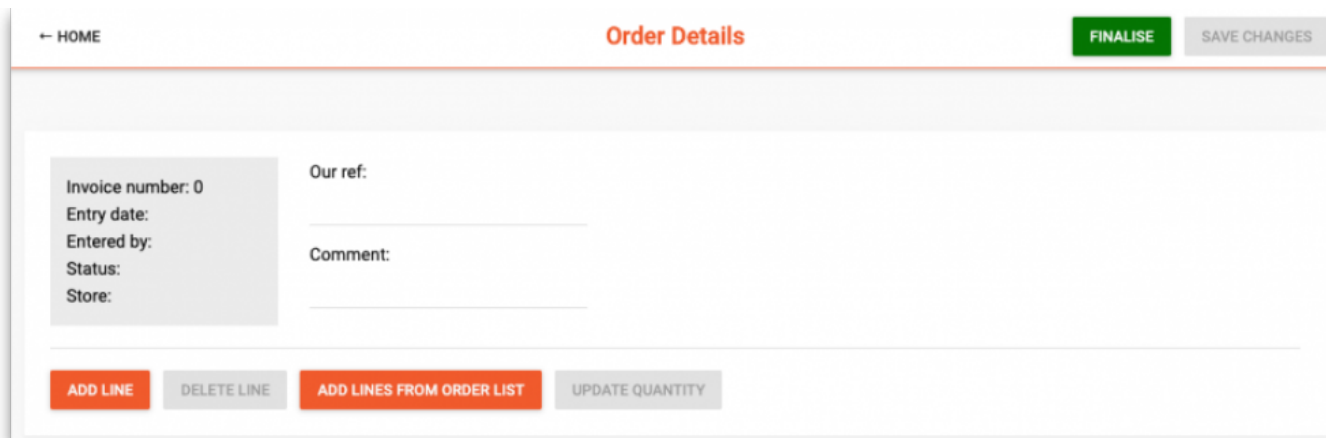 ← HOME
Order Details
FINALISE
SAVE CHANGES
Invoice number: 0
Entry date:
Entered by:
Status:
Store:
Our ref:
Comment:
ADD LINE
DELETE LINE
ADD LINES FROM ORDER LIST
UPDATE QUANTITY